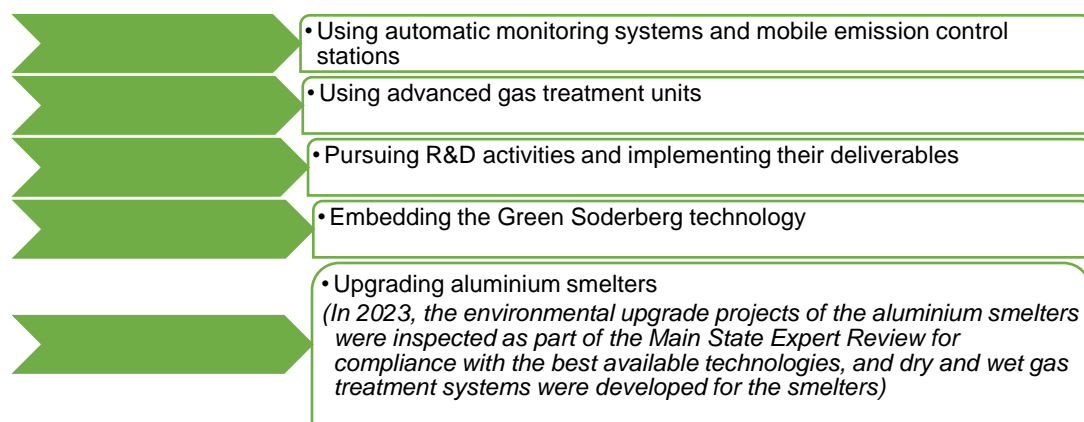 • Using automatic monitoring systems and mobile emission control
stations
• Using advanced gas treatment units
• Pursuing R&D activities and implementing their deliverables
• Embedding the Green Soderberg technology
• Upgrading aluminium smelters
(In 2023, the environmental upgrade projects of the aluminium smelters
were inspected as part of the Main State Expert Review for
compliance with the best available technologies, and dry and wet gas
treatment systems were developed for the smelters)